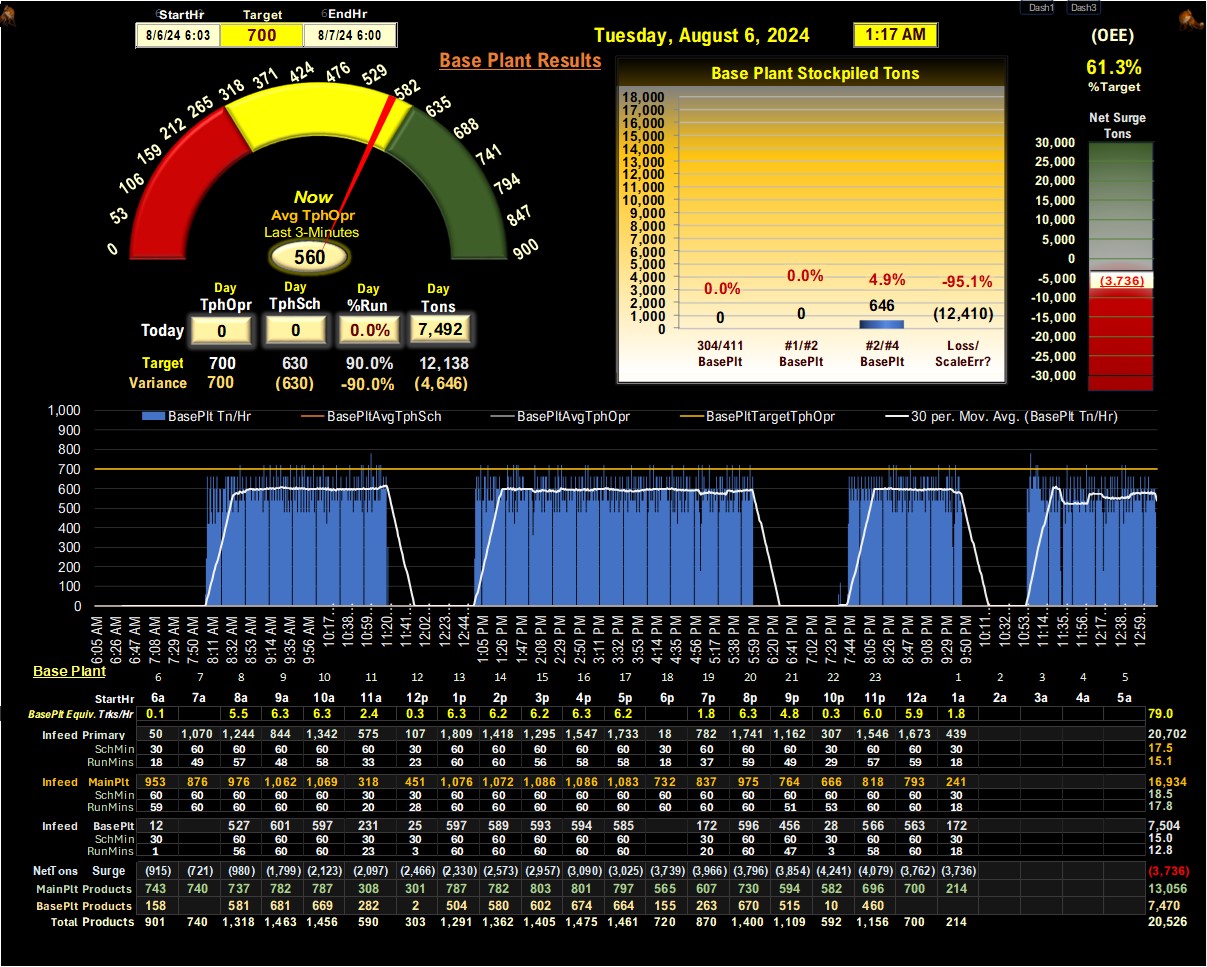 Dash1 Dash3
StartHr Target EndHr
8/6/24 6:03 700 8/7/24 6:00
Tuesday, August 6, 2024 1:17 AM
(OEE)
61.3%
%Target
Base Plant Results
0 53 106 159 212 265 318 371 424 476 529 582 635 688 741 794 847 900
Now
Avg TphOpr
Last 3-Minutes
560
Day Day Day Day
TphOpr TphSch %Run Tons
Today 0 0 0.0% 7,492
Target 700 630 90.0% 12,138
Variance 700 (630) -90.0% (4,646)
Base Plant Stockpiled Tons
18,000
17,000
16,000
15,000
14,000
13,000
12,000
11,000
10,000
9,000
8,000
7,000
6,000
5,000
4,000
3,000
2,000
1,000
0
0.0% 0.0% 4.9% -95.1%
0 0 646 (12,410)
304/411 #1/#2 #2/#4 Loss/
BasePlt BasePlt BasePlt ScaleErr?
Net Surge
Tons
30,000
25,000
20,000
15,000
10,000
5,000
0
-5,000
-10,000
-15,000
-20,000
-25,000
-30,000
(3,736)
BasePlt Tn/Hr BasePltAvgTphSch BasePltAvgTphOpr BasePltTargetTphOpr 30 per. Mov. Avg. (BasePlt Tn/Hr)
1,000
900
800
700
600
500
400
300
200
100
0
6:05 AM 6:26 AM 6:47 AM 7:08 AM 7:29 AM 7:50 AM 8:11 AM 8:32 AM 8:53 AM 9:14 AM 9:35 AM 9:56 AM 10:17… 10:38… 10:59… 11:20… 11:41… 12:02… 12:23… 12:44… 1:05 PM 1:26 PM 1:47 PM 2:08 PM 2:29 PM 2:50 PM 3:11 PM 3:32 PM 3:53 PM 4:14 PM 4:35 PM 4:56 PM 5:17 PM 5:38 PM 5:59 PM 6:20 PM 6:41 PM 7:02 PM 7:23 PM 7:44 PM 8:05 PM 8:26 PM 8:47 PM 9:08 PM 9:29 PM 9:50 PM 10:11… 10:32… 10:53… 11:14… 11:35… 11:56… 12:17… 12:38… 12:59…
Base Plant
6 7 8 9 10 11 12 13 14 15 16 17 18 19 20 21 22 23 1 2 3 4 5
StartHr 6a 7a 8a 9a 10a 11a 12p 1p 2p 3p 4p 5p 6p 7p 8p 9p 10p 11p 12a 1a 2a 3a 4a 5a
BasePlt Equiv. Trks/Hr 0.1 5.5 6.3 6.3 2.4 0.3 6.3 6.2 6.2 6.3 6.2 1.8 6.3 4.8 0.3 6.0 5.9 1.8 79.0
Infeed Primary 50 1,070 1,244 844 1,342 575 107 1,809 1,418 1,295 1,547 1,733 18 782 1,741 1,162 307 1,546 1,673 439 20,702
SchMin 30 60 60 60 60 60 30 60 60 60 60 60 30 60 60 60 30 60 60 30 17.5
RunMins 18 49 57 48 58 33 23 60 60 56 58 58 18 37 59 49 29 57 59 18 15.1
Infeed MainPlt 953 876 976 1,062 1,069 318 451 1,076 1,072 1,086 1,086 1,083 732 837 975 764 666 818 793 241 16,934
SchMin 60 60 60 60 60 30 60 60 60 60 60 60 60 60 60 60 60 60 60 30 18.5
RunMins 59 60 60 60 60 20 28 60 60 60 60 60 60 60 60 51 53 60 60 18 17.8
Infeed BasePlt 12 527 601 597 231 25 597 589 593 594 585 172 596 456 28 566 563 172 7,504
SchMin 30 60 60 60 60 30 60 60 60 60 60 30 60 60 30 60 60 30 15.0
RunMins 1 56 60 60 23 3 60 60 60 60 60 20 60 47 3 58 60 18 12.8
NetTons Surge (915) (721) (980) (1,799) (2,123) (2,097) (2,466) (2,330) (2,573) (2,957) (3,090) (3,025) (3,739) (3,966) (3,796) (3,854) (4,241) (4,079) (3,762) (3,736) (3,736)
MainPlt Products 743 740 737 782 787 308 301 787 782 803 801 797 565 607 730 594 582 696 700 214 13,056
BasePlt Products 158 581 681 669 282 2 504 580 602 674 664 155 263 670 515 10 460 7,470
Total Products 901 740 1,318 1,463 1,456 590 303 1,291 1,362 1,405 1,475 1,461 720 870 1,400 1,109 592 1,156 700 214 20,526